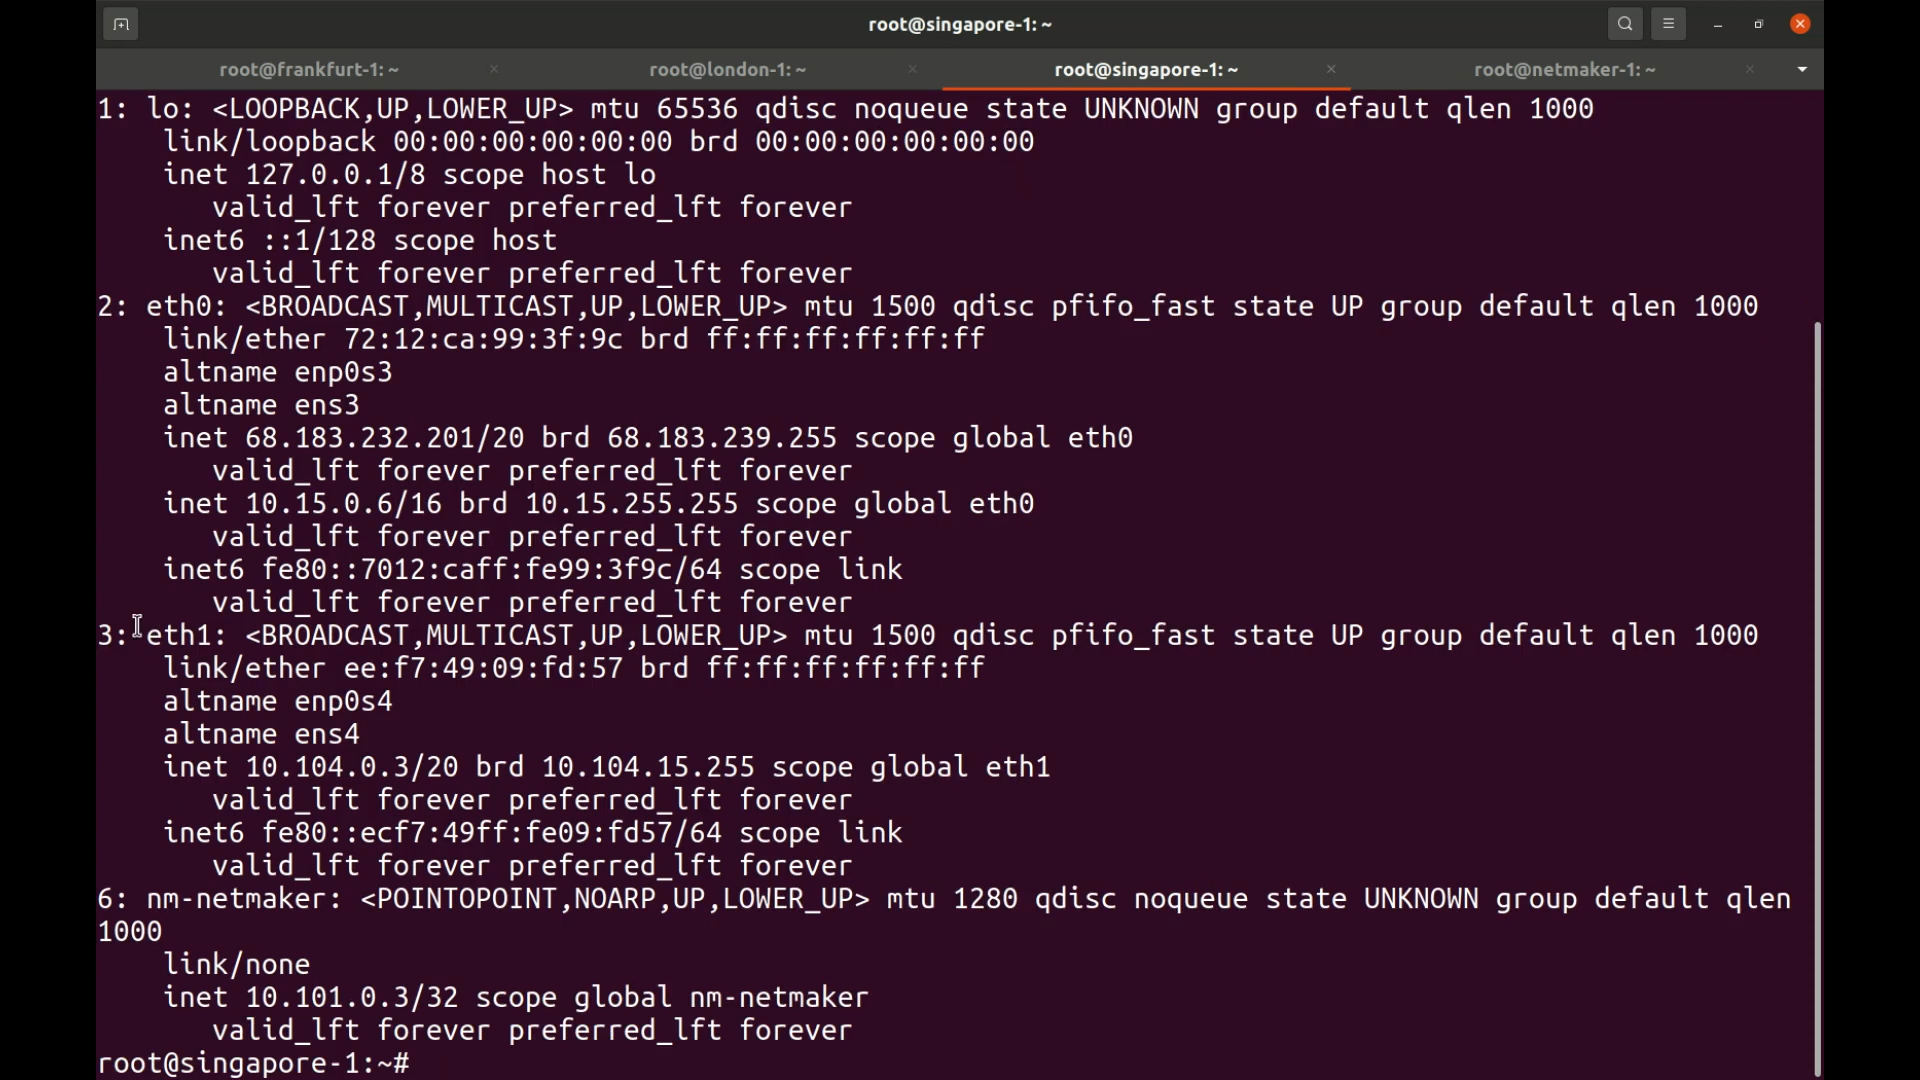 root@singapore-1: ~
root@frankfurt-1: ~
root@london-1: ~
root@singapore-1: ~
root@netmaker-1: ~
1: lo: <LOOPBACK,UP,LOWER_UP> mtu 65536 qdisc noqueue state UNKNOWN group default qlen 1000
link/loopback 00:00:00:00:00:00 brd 00:00:00:00:00:00
inet 127.0.0.1/8 scope host lo
valid_lft forever preferred_lft forever
inet6 ::1/128 scope host
valid_lft forever preferred_lft forever
2: eth0: <BROADCAST,MULTICAST,UP,LOWER_UP> mtu 1500 qdisc pfifo_fast state UP group default qlen 1000
link/ether 72:12:ca:99:3f:9c brd ff:ff:ff:ff:ff:ff
altname enp0s3
altname ens3
inet 68.183.232.201/20 brd 68.183.239.255 scope global eth0
valid_lft forever preferred_lft forever
inet 10.15.0.6/16 brd 10.15.255.255 scope global eth0
valid_lft forever preferred_lft forever
inet6 fe80::7012:caff:fe99:3f9c/64 scope link
valid_lft forever preferred_lft forever
3: eth1: <BROADCAST,MULTICAST,UP,LOWER_UP> mtu 1500 qdisc pfifo_fast state UP group default qlen 1000
link/ether ee:f7:49:09:fd:57 brd ff:ff:ff:ff:ff:ff
altname enp0s4
altname ens4
inet 10.104.0.3/20 brd 10.104.15.255 scope global eth1
valid_lft forever preferred_lft forever
inet6 fe80::ecf7:49ff:fe09:fd57/64 scope link
valid_lft forever preferred_lft forever
6: nm-netmaker: <POINTOPOINT,NOARP,UP,LOWER_UP> mtu 1280 qdisc noqueue state UNKNOWN group default qlen
1000
link/none
inet 10.101.0.3/32 scope global nm-netmaker
valid_lft forever preferred_lft forever
root@singapore-1:~#